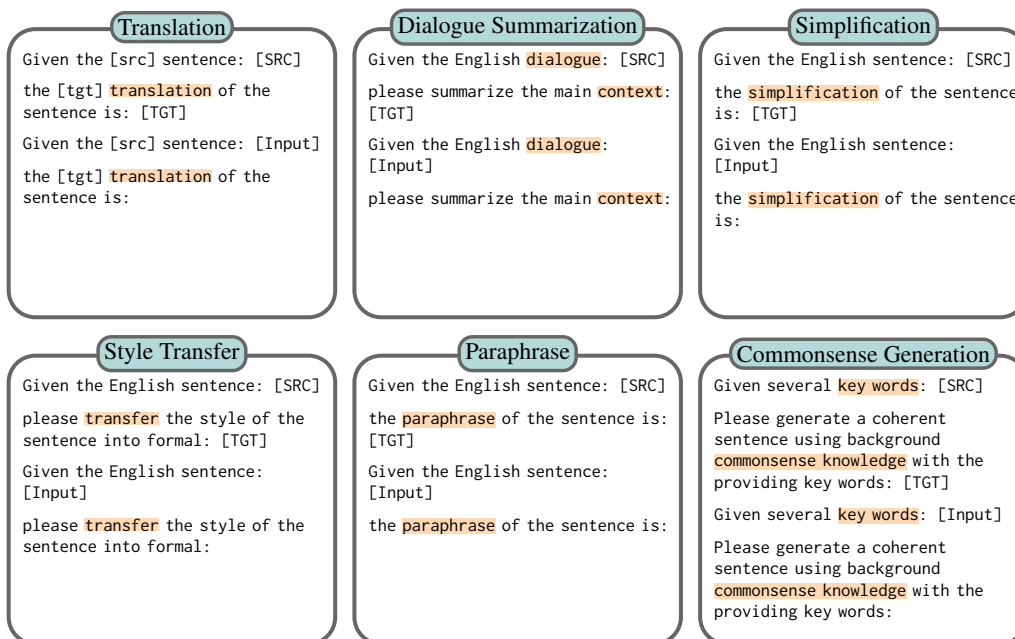 Translation
Given the [src] sentence: [SRC]
the [tgt] translation of the
sentence is: [TGT]
Given the [src] sentence: [Input]
the [tgt] translation of the
sentence is:
Dialogue Summarization
Given the English dialogue: [SRC]
please summarize the main context:
[TGT]
Given the English dialogue:
[Input]
please summarize the main context:
Simplification
Given the English sentence: [SRC]
the simplification of the sentence
is: [TGT]
Given the English sentence:
[Input]
the simplification of the sentence
is:
Style Transfer
Given the English sentence: [SRC]
please transfer the style of the
sentence into formal: [TGT]
Given the English sentence:
[Input]
please transfer the style of the
sentence into formal:
Paraphrase
Given the English sentence: [SRC]
the paraphrase of the sentence is:
[TGT]
Given the English sentence:
[Input]
the paraphrase of the sentence is:
Commonsense Generation
Given several key words: [SRC]
Please generate a coherent
sentence using background
commonsense knowledge with the
providing key words: [TGT]
Given several key words: [Input]
Please generate a coherent
sentence using background
commonsense knowledge with the
providing key words: